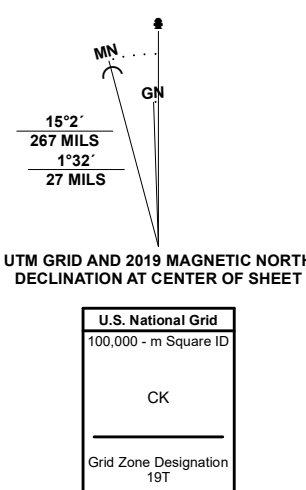 MN
GN
15°2´
267 MILS
1°32´
27 MILS
UTM GRID AND 2019 MAGNETIC NORTH
DECLINATION AT CENTER OF SHEET
U.S. National Grid
100,000 - m Square ID
CK
Grid Zone Designation
19T